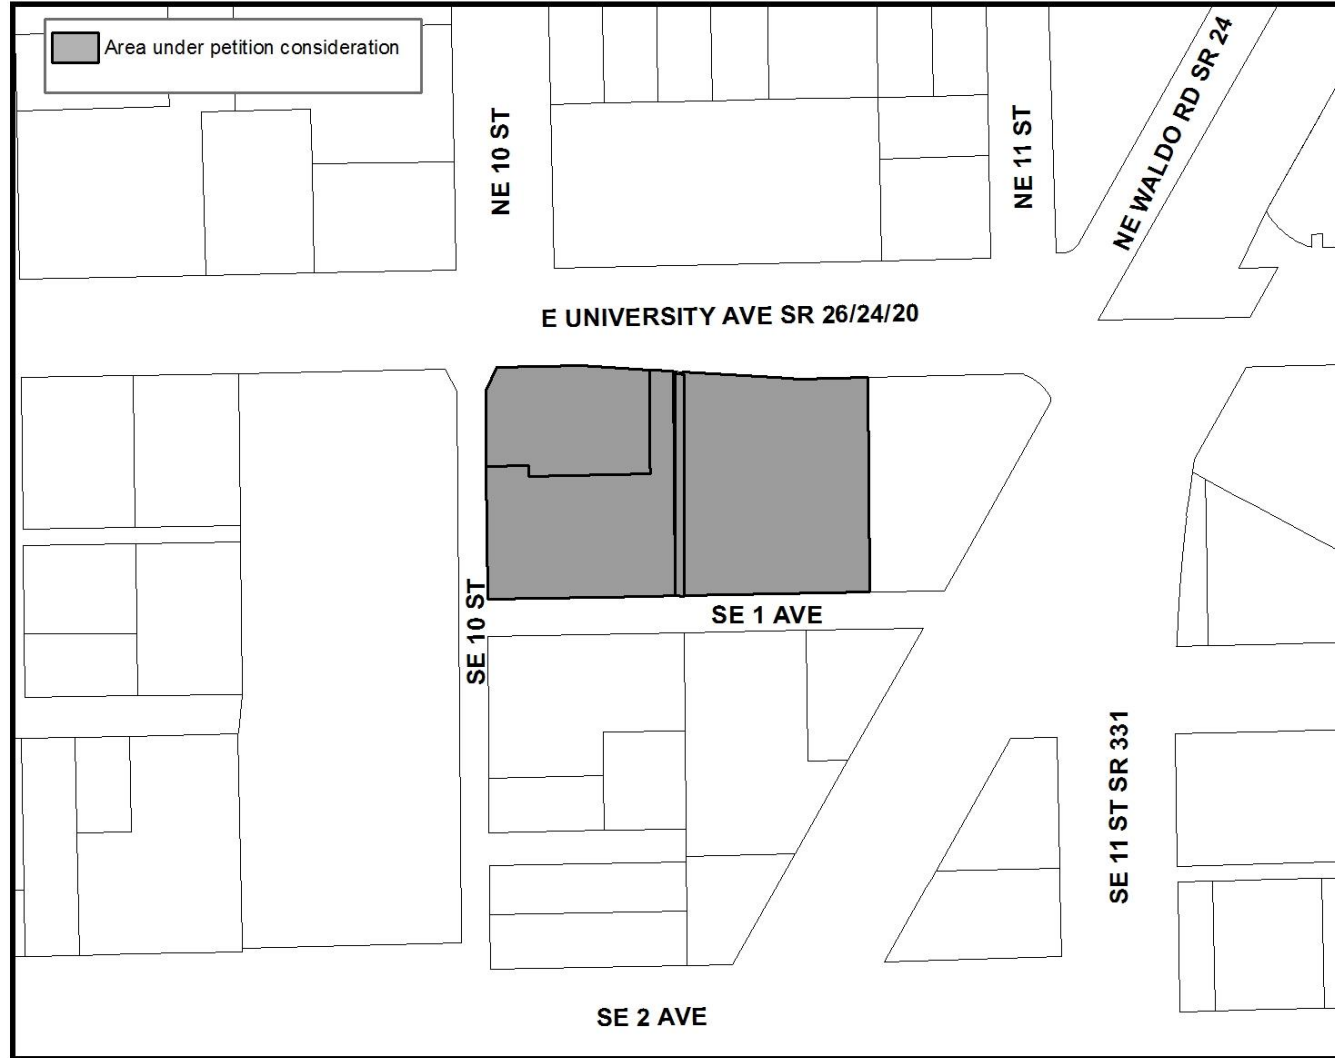 Area under petition consideration
NE 10 ST
NE 11 ST
NE WALDO RD SR 24
E UNIVERSITY AVE SR 26/24/20
SE 10 ST
SE 1 AVE
SE 11 ST SR 331
SE 2 AVE